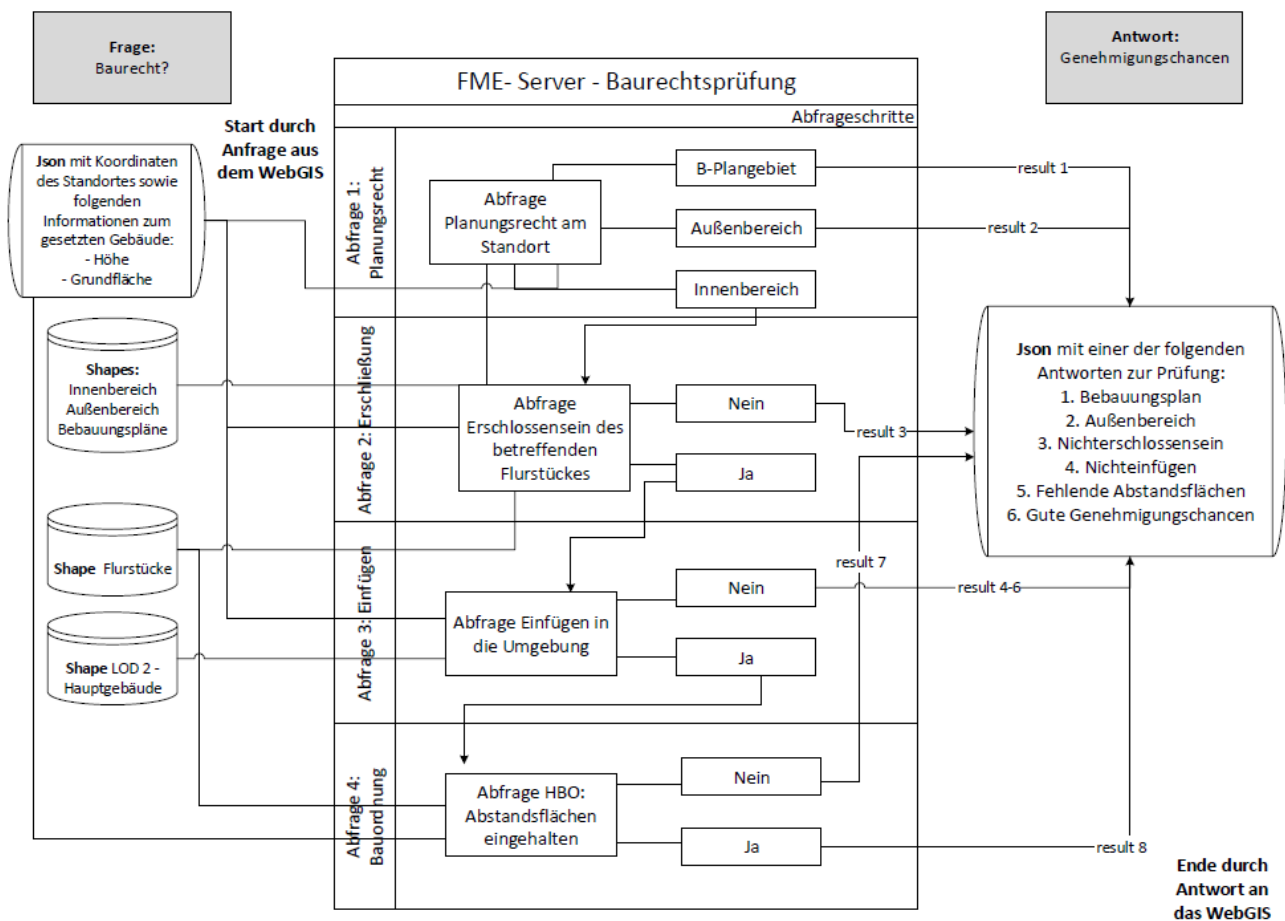 Frage:
Baurecht?
Antwort:
Genehmigungschancen
FME- Server - Baurechtsprüfung
Abfrageschritte
Start durch
Anfrage aus
dem WebGIS
Json mit Koordinaten
des Standortes sowie
folgenden
Informationen zum
gesetzten Gebäude:
- Höhe
- Grundfläche
Shapes:
Innenbereich
Außenbereich
Bebauungspläne
Shape Flurstücke
Shape LOD 2 -
Hauptgebäude
Abfrage 1:
Planungsrecht
Abfrage
Planungsrecht am
Standort
B-Plangebiet
Außenbereich
Innenbereich
result 1
result 2
Abfrage 2: Erschließung
Abfrage
Erschlossensein des
betreffenden
Flurstückes
Nein
Ja
result 3
Abfrage 3: Einfügen
Abfrage Einfügen in
die Umgebung
Nein
Ja
result 7
result 4-6
Abfrage 4:
Bauordnung
Abfrage HBO:
Abstandsflächen
eingehalten
Nein
Ja
result 8
Json mit einer der folgenden
Antworten zur Prüfung:
1. Bebauungsplan
2. Außenbereich
3. Nichterschlossensein
4. Nichteinfügen
5. Fehlende Abstandsflächen
6. Gute Genehmigungschancen
Ende durch
Antwort an
das WebGIS